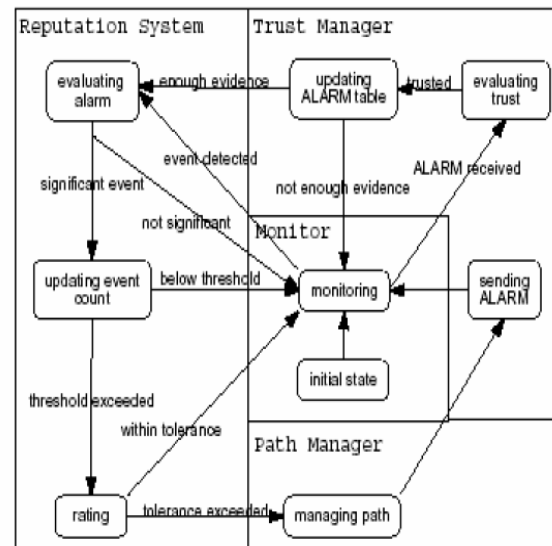 Reputation System
Trust Manager
evaluating
alarm
enough evidence
updating
ALARM table
trusted
evaluating
trust
event detected
ALARM received
significant event
not enough evidence
not significant
Monitor
updating event
count
below threshold
monitoring
sending
ALARM
initial state
threshold exceeded
within tolerance
Path Manager
rating
tolerance exceeded
managing path